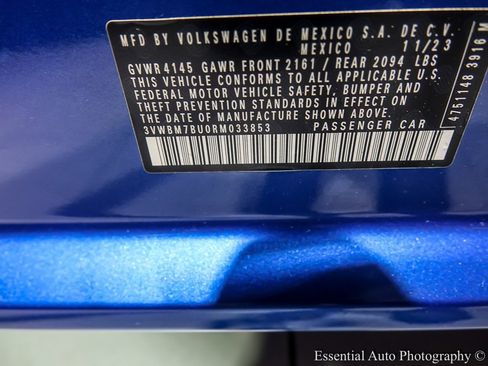 MFD BY VOLKSWAGEN DE MEXICO S.A. DE C.V.
MEXICO 11/23
GVWR 4145 GAWR FRONT 2161 / REAR 2094 LBS
THIS VEHICLE CONFORMS TO ALL APPLICABLE U.S.
FEDERAL MOTOR VEHICLE SAFETY, BUMPER AND
THEFT PREVENTION STANDARDS IN EFFECT ON
THE DATE OF MANUFACTURE SHOWN ABOVE.
3VWBM7BU0RM033853 PASSENGER CAR
4751148 3916 M
Essential Auto Photography (c)